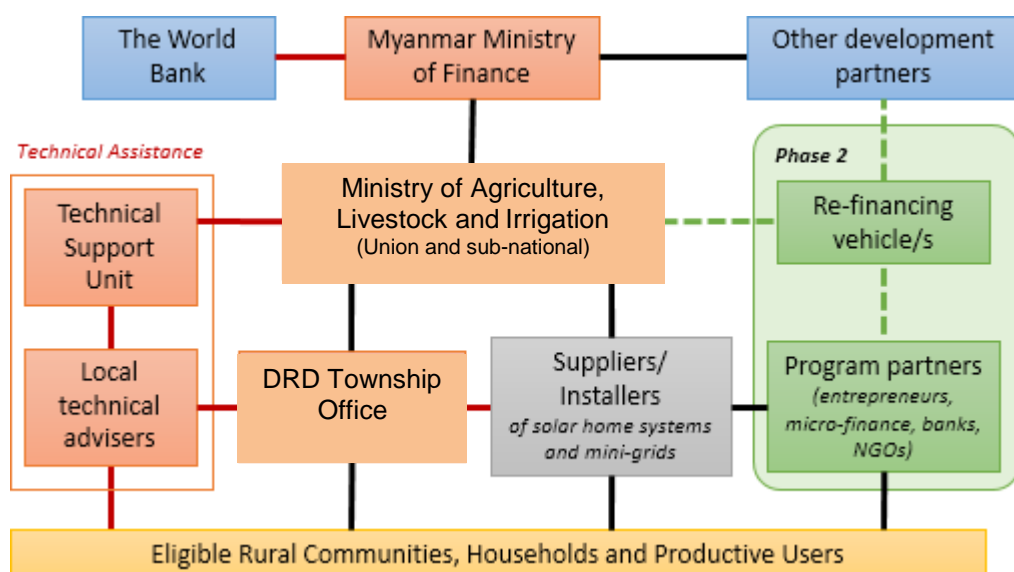 The World
Bank
Myanmar Ministry
of Finance
Other development
partners
Technical Assistance
Phase 2
Technical
Support
Unit
Ministry of Agriculture,
Livestock and Irrigation
(Union and sub-national)
Re-financing
vehicle/s
Local
technical
advisers
DRD Township
Office
Suppliers/
Installers
of solar home systems
and mini-grids
Program partners
(entrepreneurs,
micro-finance, banks,
NGOs)
Eligible Rural Communities, Households and Productive Users